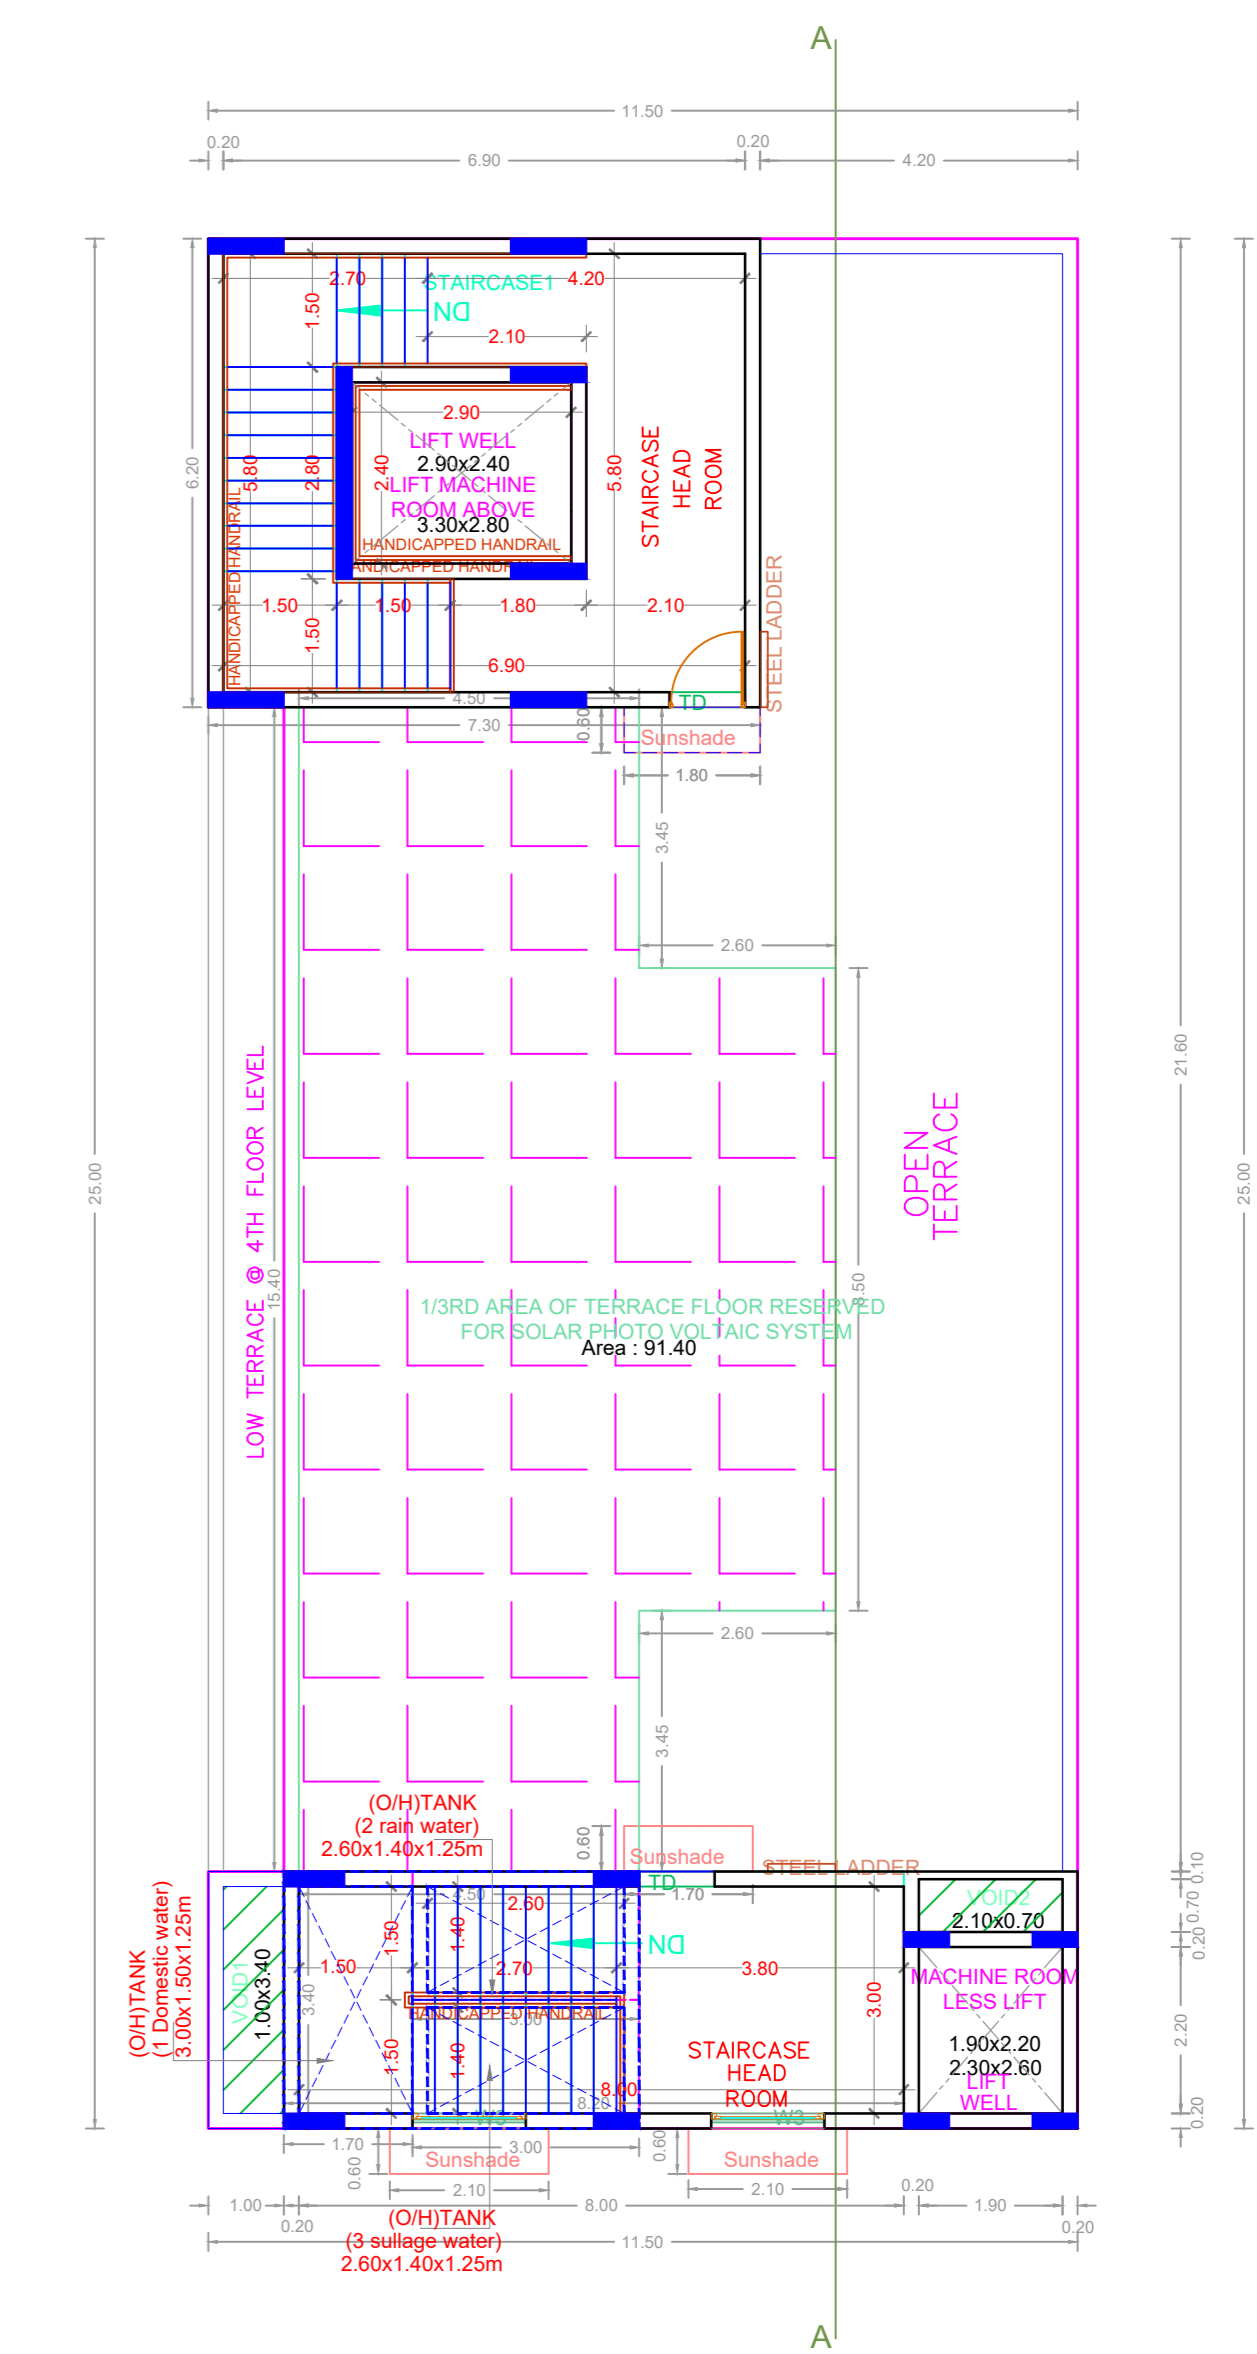 A
11.50
0.20
0.20
6.90
4.20
2.70
STAIRCASE1
4.20
1.50
DN
2.10
2.90
LIFT WELL
2.90x2.40
LIFT MACHINE
ROOM ABOVE
3.30x2.80
HANDICAPPED HANDRAIL
6.20
5.80
2.80
2.40
5.80
STAIRCASE
HEAD
ROOM
HANDICAPPED HANDRAIL
1.50
1.50
1.80
2.10
1.50
6.90
STEEL LADDER
4.50
TD
7.30
0.60
Sunshade
1.80
3.45
2.60
25.00
LOW TERRACE @ 4TH FLOOR LEVEL
15.40
OPEN
TERRACE
21.60
25.00
8.50
1/3RD AREA OF TERRACE FLOOR RESERVED
FOR SOLAR PHOTO VOLTAIC SYSTEM
Area : 91.40
2.60
3.45
(O/H)TANK
(2 rain water)
2.60x1.40x1.25m
0.60
Sunshade
STEEL LADDER
TD
1.70
0.10
0.70
0.20
2.20
0.20
(O/H)TANK
(1 Domestic water)
3.00x1.50x1.25m
VOID1
1.00x3.40
3.40
4.50
2.60
1.50
1.40
DN
1.50
2.70
3.80
3.00
VOID2
2.10x0.70
MACHINE ROOM
LESS LIFT
1.90x2.20
2.30x2.60
LIFT
WELL
HANDICAPPED HANDRAIL
1.50
1.40
STAIRCASE
HEAD
ROOM
8.00
8.20
W3
W3
1.70
3.00
0.60
Sunshade
0.60
Sunshade
2.10
2.10
1.00
0.20
8.00
0.20
1.90
0.20
(O/H)TANK
(3 sullage water)
2.60x1.40x1.25m
11.50
A